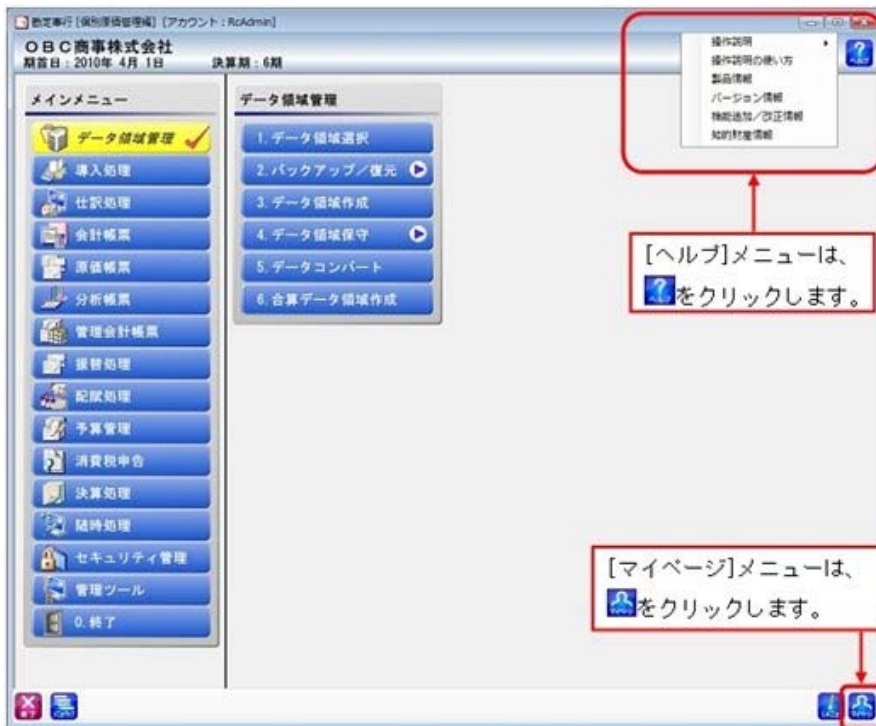 勘定奉行[個別原価管理編] [アカウント:RcAdmin]
OBC商事株式会社
期首日:2010年 4月 1日 決算期:6期
ヘルプ
操作説明
操作説明の使い方
製品情報
バージョン情報
機能追加/改正情報
知的財産情報
メインメニュー
データ領域管理
導入処理
仕訳処理
会計帳票
原価帳票
分析帳票
管理会計帳票
振替処理
配賦処理
予算管理
消費税申告
決算処理
随時処理
セキュリティ管理
管理ツール
0.終了
データ領域管理
1.データ領域選択
2.バックアップ/復元
3.データ領域作成
4.データ領域保守
5.データコンバート
6.合算データ領域作成
[ヘルプ]メニューは、
をクリックします。
[マイページ]メニューは、
をクリックします。
終了